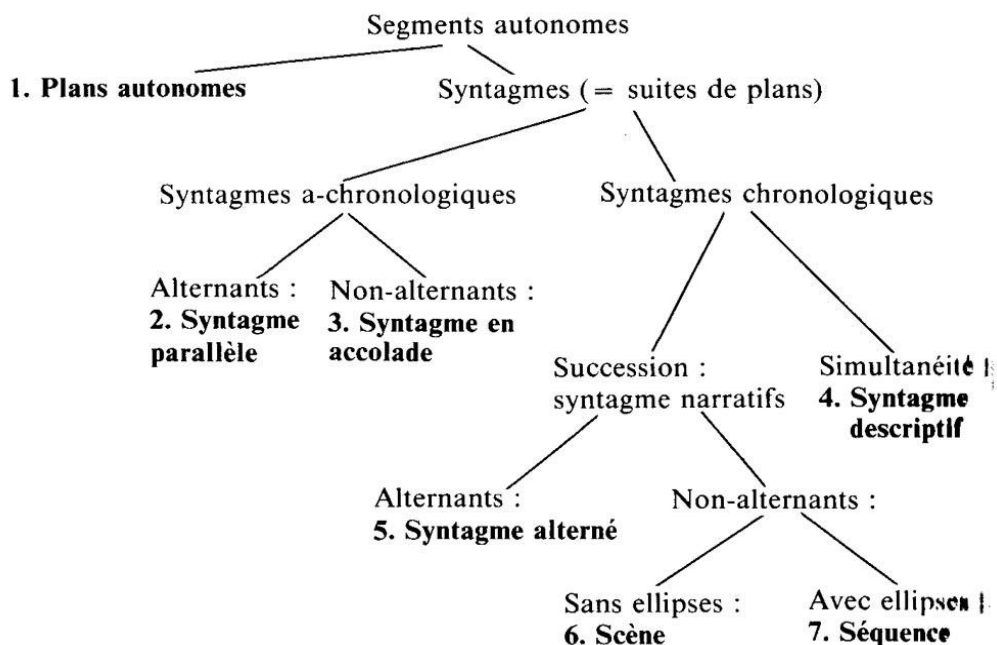 Segments autonomes
1. Plans autonomes
Syntagmes (= suites de plans)
Syntagmes a-chronologiques
Syntagmes chronologiques
Alternants :
2. Syntagme
parallèle
Non-alternants :
3. Syntagme en
accolade
Succession :
syntagme narratifs
Simultanéité :
4. Syntagme
descriptif
Alternants :
5. Syntagme alterné
Non-alternants :
Sans ellipses :
6. Scène
Avec ellipses :
7. Séquence